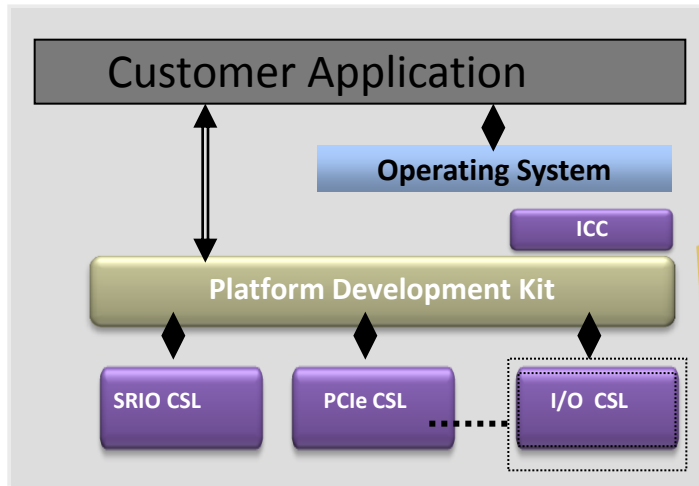 Customer Application
Operating System
ICC
Platform Development Kit
SRIO CSL
PCIe CSL
I/O CSL